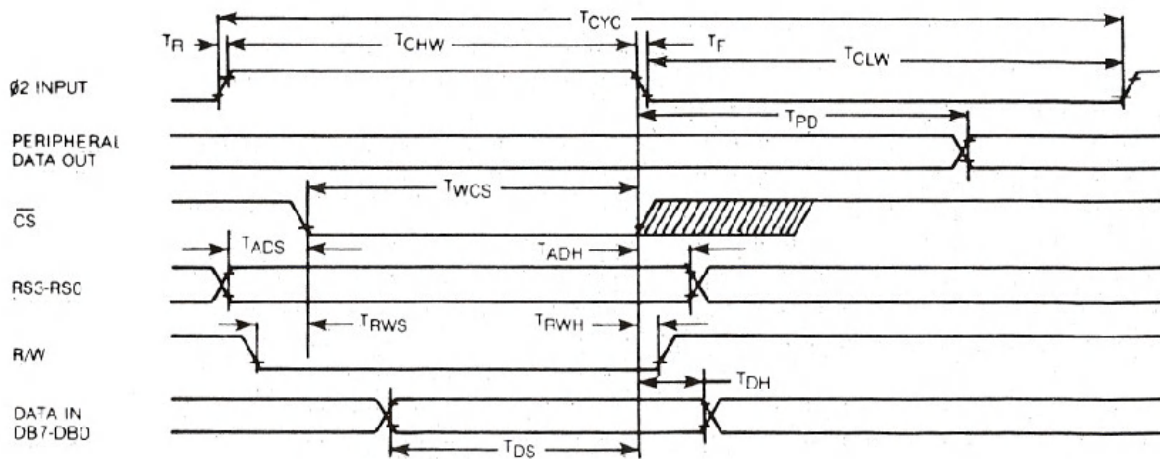 TCYC
TR
TCHW
TF
TCLW
Ø2 INPUT
TPD
PERIPHERAL
DATA OUT
TWCS
CS
TADS
TADH
RS3-RS0
TRWS
TRWH
R/W
TDH
DATA IN
DB7-DB0
TDS